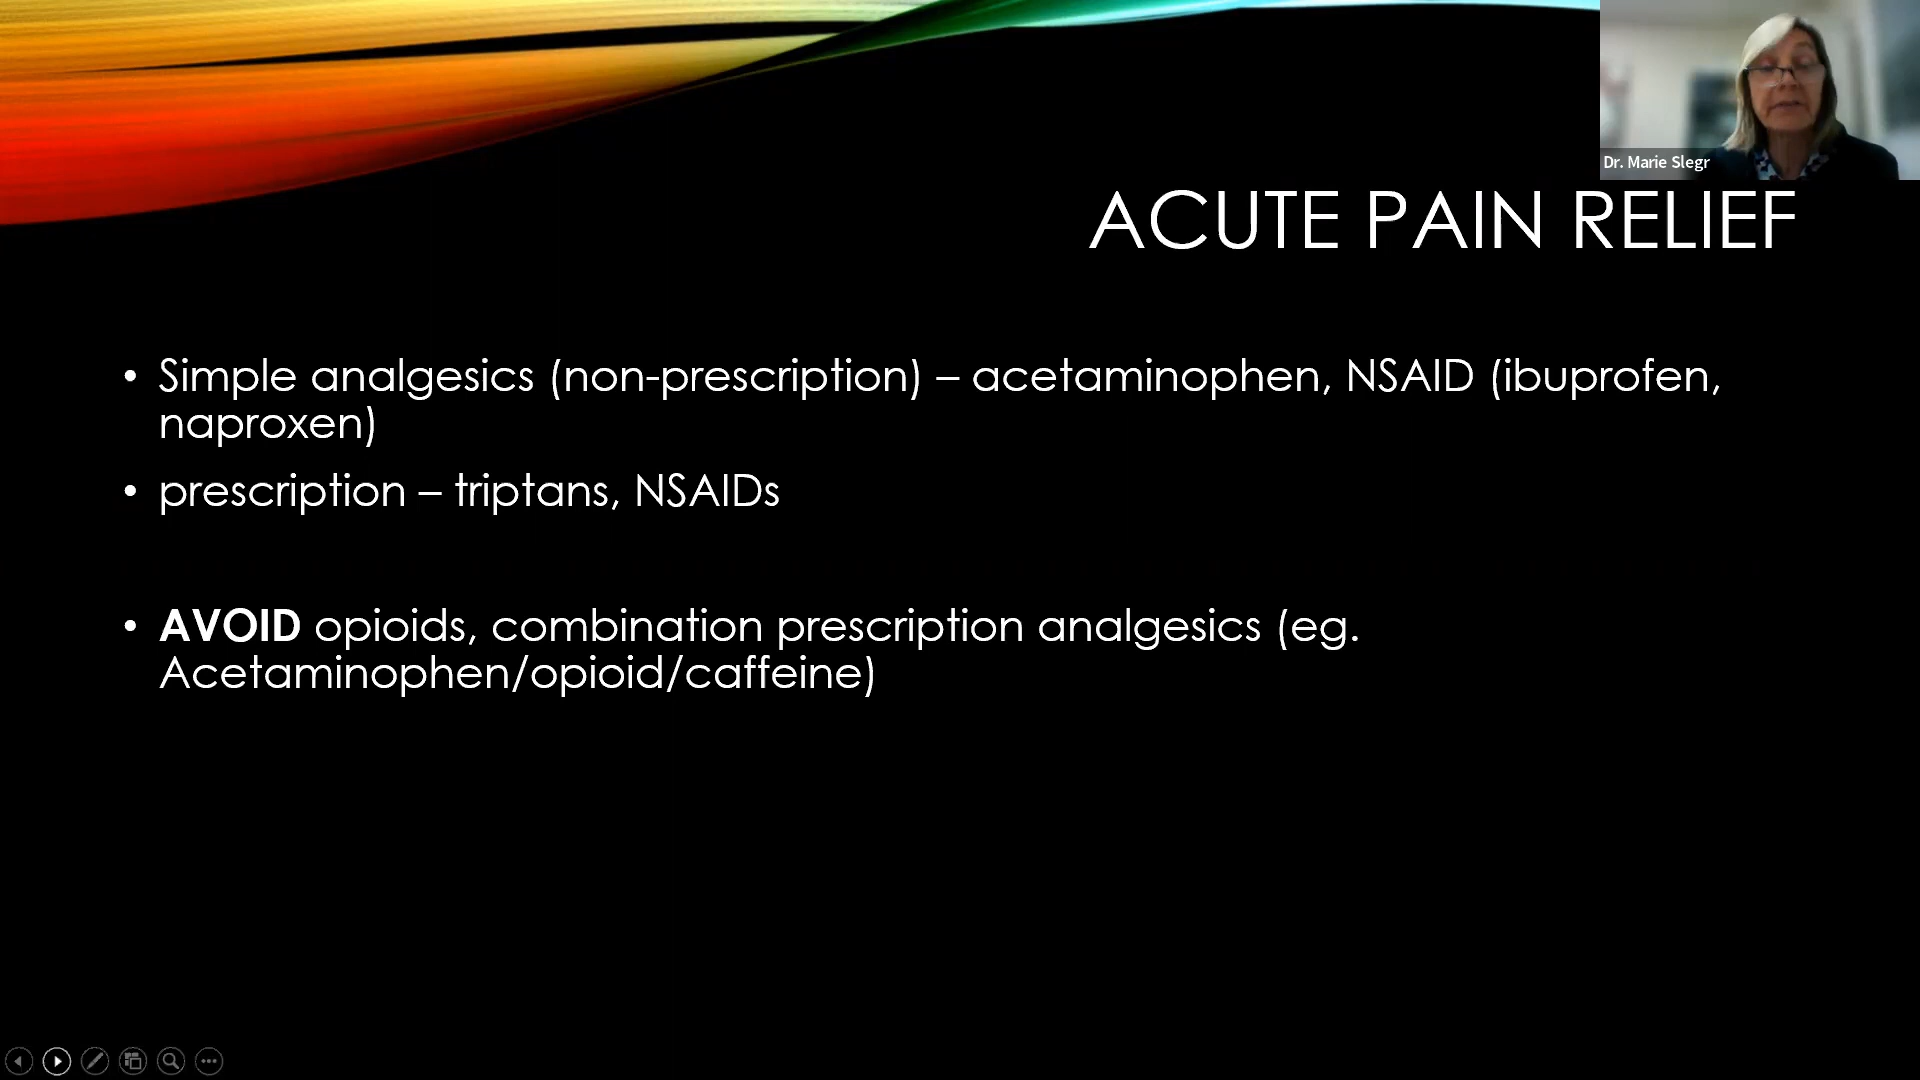 Dr. Marie Slegr
ACUTE PAIN RELIEF
• Simple analgesics (non-prescription) – acetaminophen, NSAID (ibuprofen,
naproxen)
• prescription – triptans, NSAIDs
• AVOID opioids, combination prescription analgesics (eg.
Acetaminophen/opioid/caffeine)